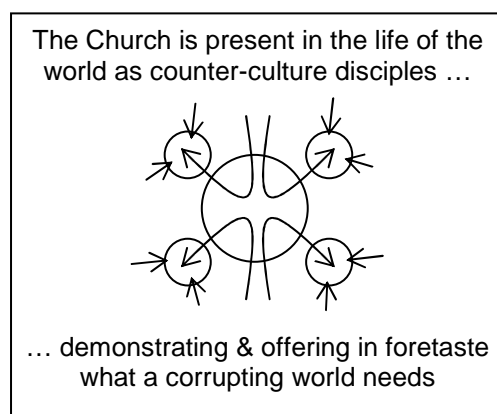 The Church is present in the life of the
world as counter-culture disciples …
… demonstrating & offering in foretaste
what a corrupting world needs